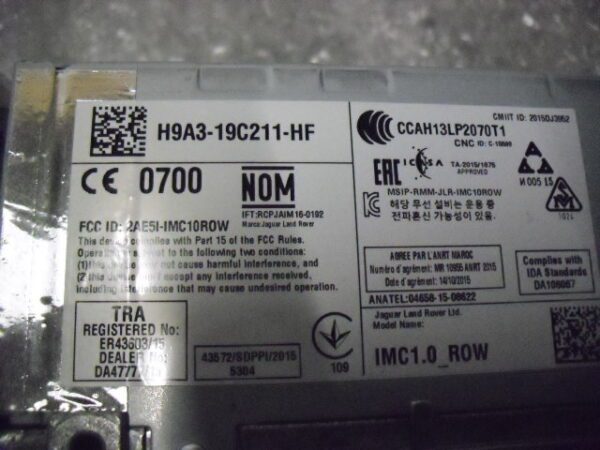 H9A3-19C211-HF
CE 0700
NOM
IFT:RCPJAIM16-0192
Marca:Jaguar Land Rover
FCC ID: 2AE5I-IMC10ROW
This device complies with Part 15 of the FCC Rules.
Operation is subject to the following two conditions:
(1) this device may not cause harmful interference, and
(2) this device must accept any interference, including
interference that may cause undesired operation.
TRA
REGISTERED No:
ER43603/15
DEALER No:
43572/SDPPI/2015
5304
109
CMIIT ID: 2015DJ3952
CCAH13LP2070T1
CNC ID:
EAC
ICASA
TA-2015/1675
APPROVED
И 005 15
MSIP-RMM-JLR-IMC10ROW
해당 무선 설비는 운용 중
전파혼신 가능성이 있음
AGREE PAR L'ANRT MAROC
Numéro d'agrément: MR 10955 ANRT 2015
Date d'agrément: 14/10/2015
Complies with
IDA Standards
ANATEL:04658-15-08622
Jaguar Land Rover Ltd.
Model Name:
IMC1.0_ROW